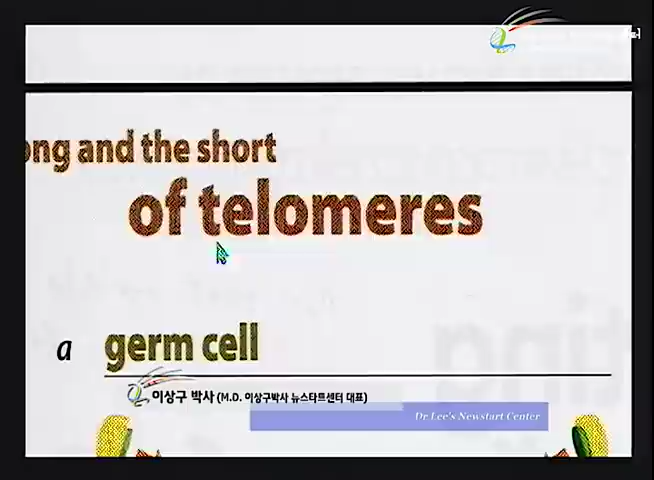 ong and the short
of telomeres
a germ cell
이상구 박사 (M.D. 이상구박사 뉴스타트센터 대표)
Dr. Lee's Newstart Center